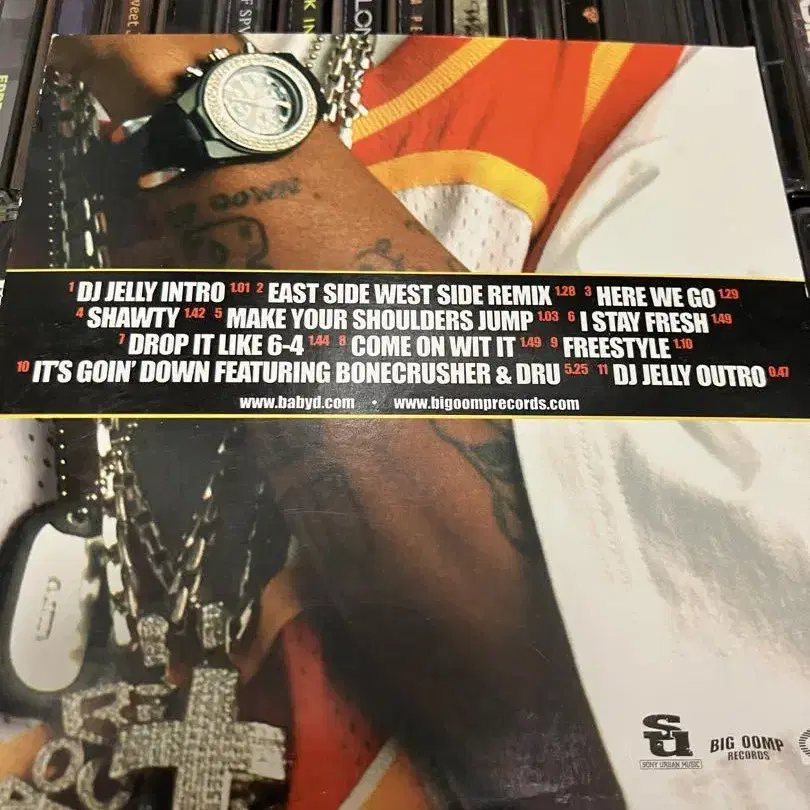 1 DJ JELLY INTRO 1.01 2 EAST SIDE WEST SIDE REMIX 1.28 3 HERE WE GO 1.29
4 SHAWTY 1.42 5 MAKE YOUR SHOULDERS JUMP 1.03 6 I STAY FRESH 1.49
7 DROP IT LIKE 6-4 1.44 8 COME ON WIT IT 1.49 9 FREESTYLE 1.10
10 IT'S GOIN' DOWN FEATURING BONECRUSHER & DRU 5.25 11 DJ JELLY OUTRO 0.47
www.babyd.com • www.bigoomprecords.com
SU
SONY URBAN MUSIC
BIG OOMP
RECORDS